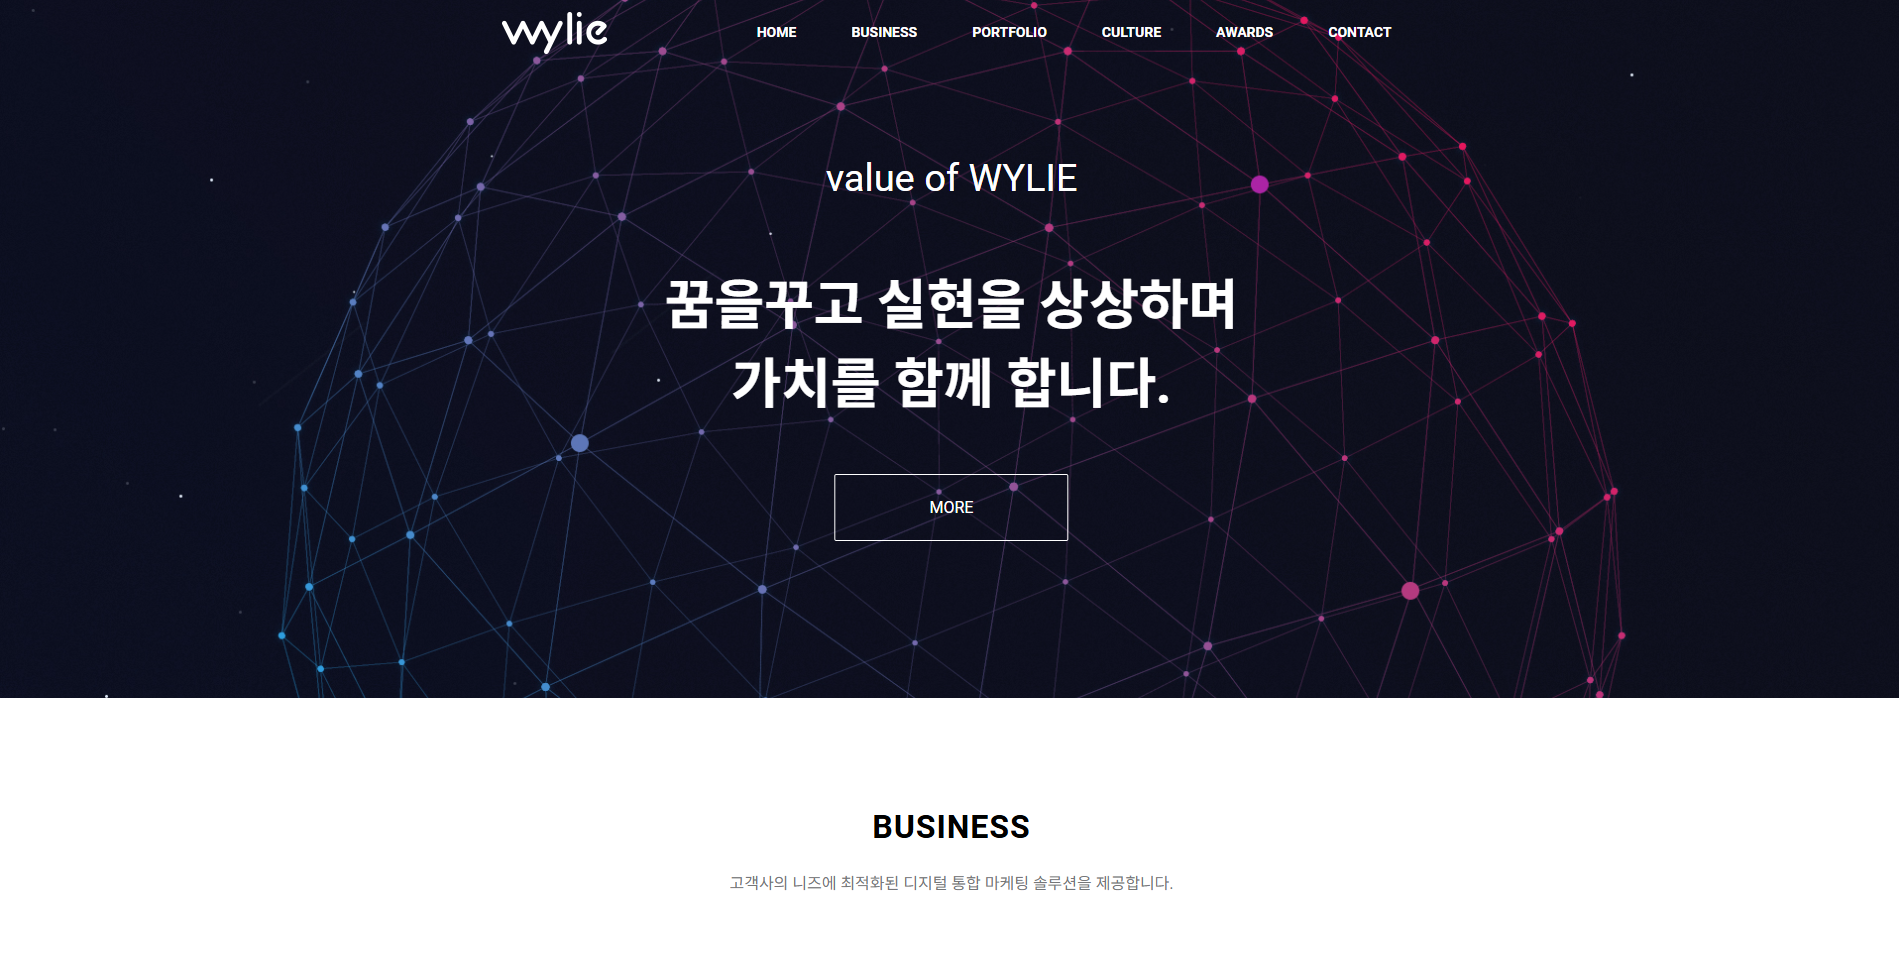 wylie
HOME BUSINESS PORTFOLIO CULTURE AWARDS CONTACT
value of WYLIE
꿈을꾸고 실현을 상상하며
가치를 함께 합니다.
MORE
BUSINESS
고객사의 니즈에 최적화된 디지털 통합 마케팅 솔루션을 제공합니다.